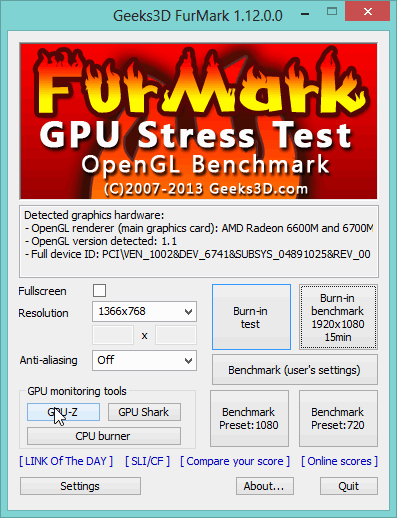 Geeks3D FurMark 1.12.0.0
FurMark
GPU Stress Test
OpenGL Benchmark
(C)2007-2013 Geeks3D.com
Detected graphics hardware:
- OpenGL renderer (main graphics card): AMD Radeon 6600M and 6700M
- OpenGL version detected: 1.1
- Full device ID: PCI\VEN_1002&DEV_6741&SUBSYS_04891025&REV_00
Fullscreen
Resolution
1366x768
x
Anti-aliasing
Off
Burn-in
test
Burn-in
benchmark
1920x1080
15min
Benchmark (user's settings)
GPU monitoring tools
GPU-Z
GPU Shark
CPU burner
Benchmark
Preset:1080
Benchmark
Preset:720
[ LINK Of The DAY ]
[ SLI/CF ]
[ Compare your score ]
[ Online scores ]
Settings
About...
Quit